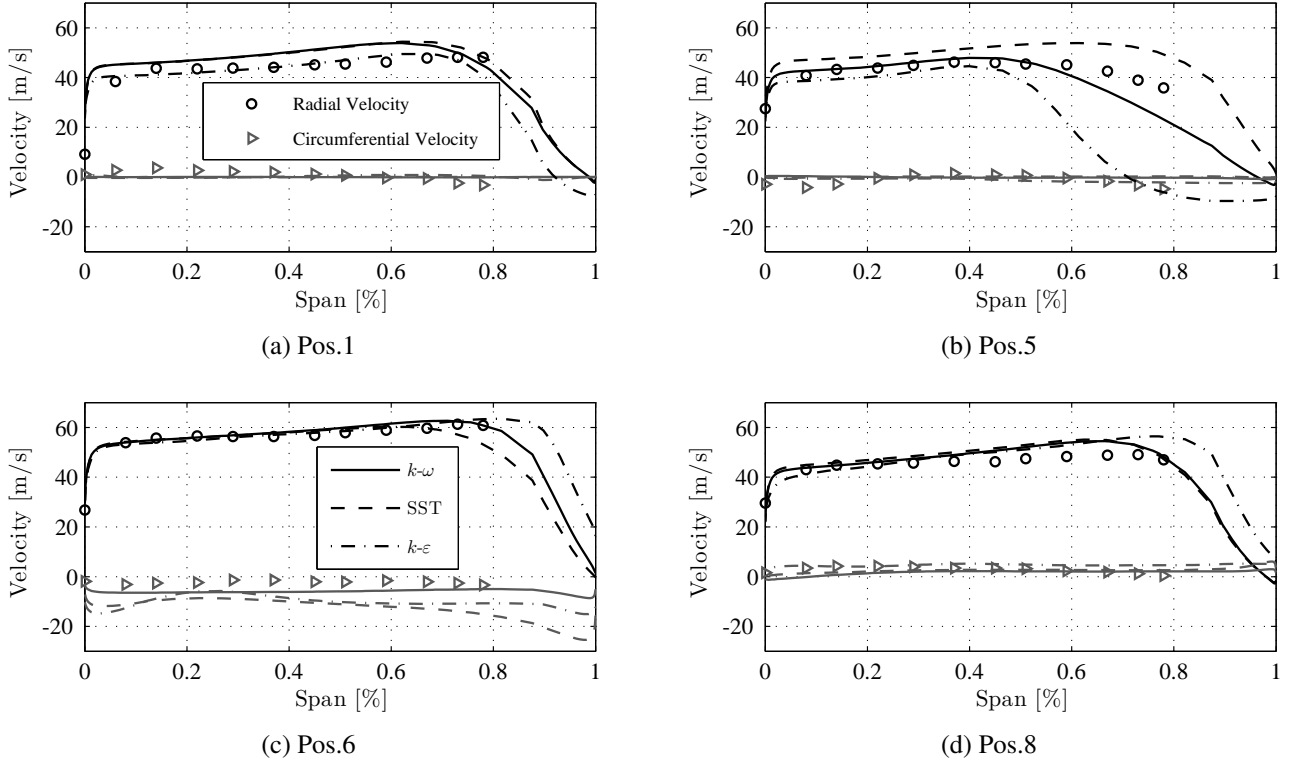 60
40
20
0
-20
Velocity [m/s]
Radial Velocity
Circumferential Velocity
0 0.2 0.4 0.6 0.8 1
Span [%]
(a) Pos.1
60
40
20
0
-20
Velocity [m/s]
0 0.2 0.4 0.6 0.8 1
Span [%]
(b) Pos.5
60
40
20
0
-20
Velocity [m/s]
k-ω
SST
k-ε
0 0.2 0.4 0.6 0.8 1
Span [%]
(c) Pos.6
60
40
20
0
-20
Velocity [m/s]
0 0.2 0.4 0.6 0.8 1
Span [%]
(d) Pos.8